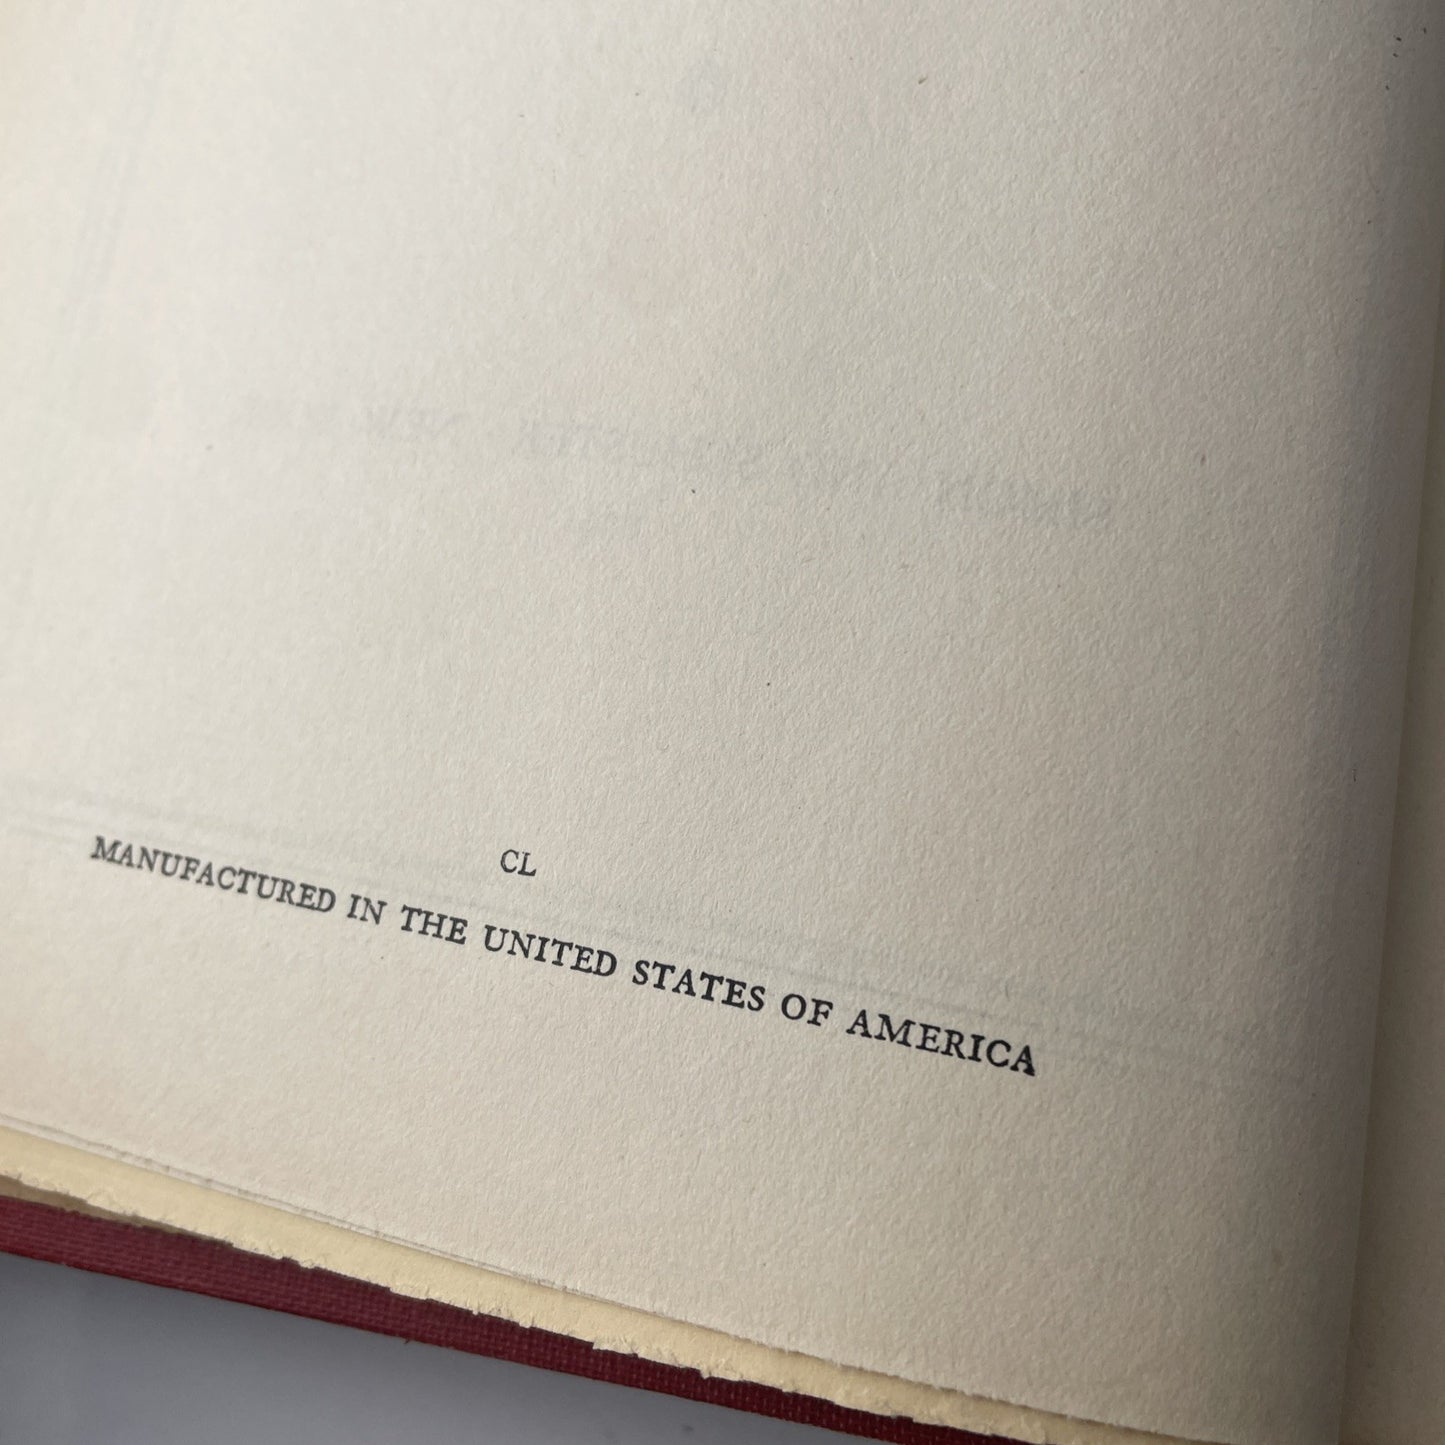 CL
MANUFACTURED IN THE UNITED STATES OF AMERICA